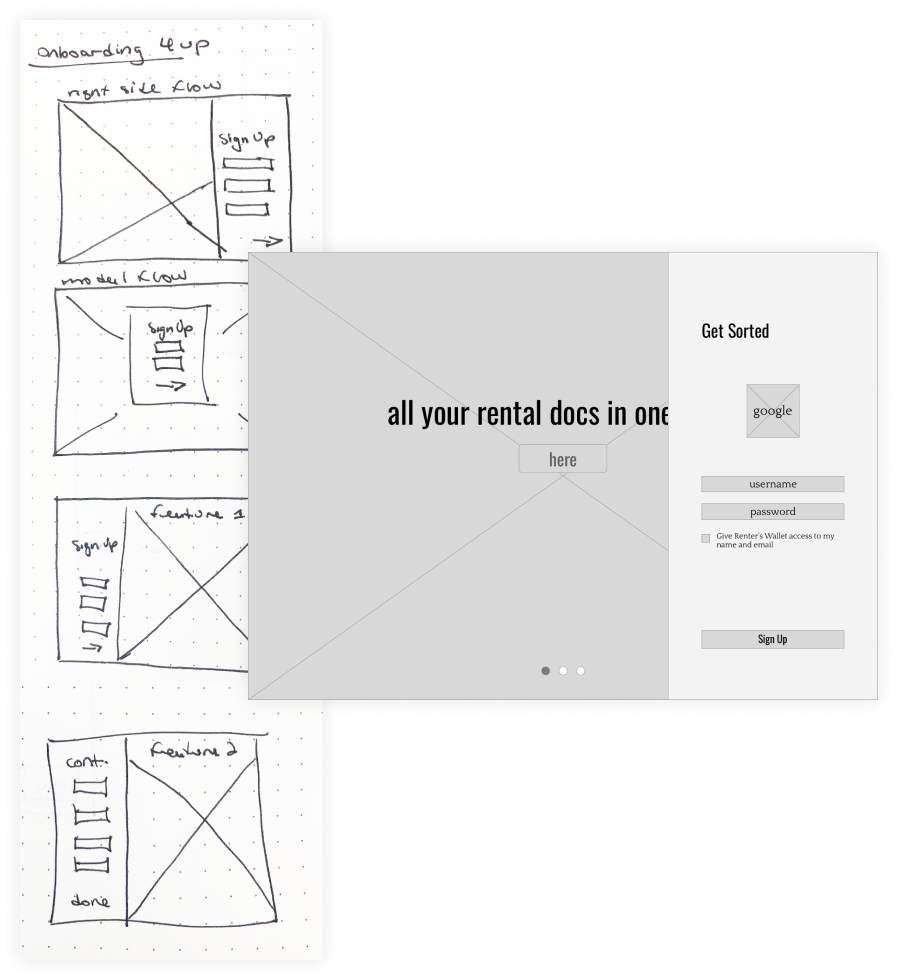 onboarding 4 up
right side flow
Sign Up
modal flow
Sign Up
Sign Up
feature 1
cont.
feature 2
done
all your rental docs in one
here
Get Sorted
google
username
password
Give Renter's Wallet access to my
name and email
Sign Up